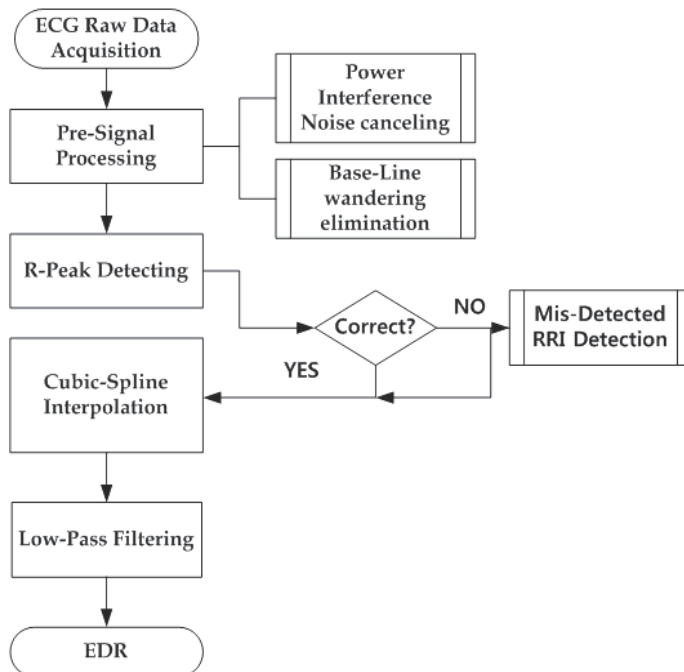 ECG Raw Data
Acquisition
Pre-Signal
Processing
Power
Interference
Noise canceling
Base-Line
wandering
elimination
R-Peak Detecting
Correct?
NO
Mis-Detected
RRI Detection
YES
Cubic-Spline
Interpolation
Low-Pass Filtering
EDR